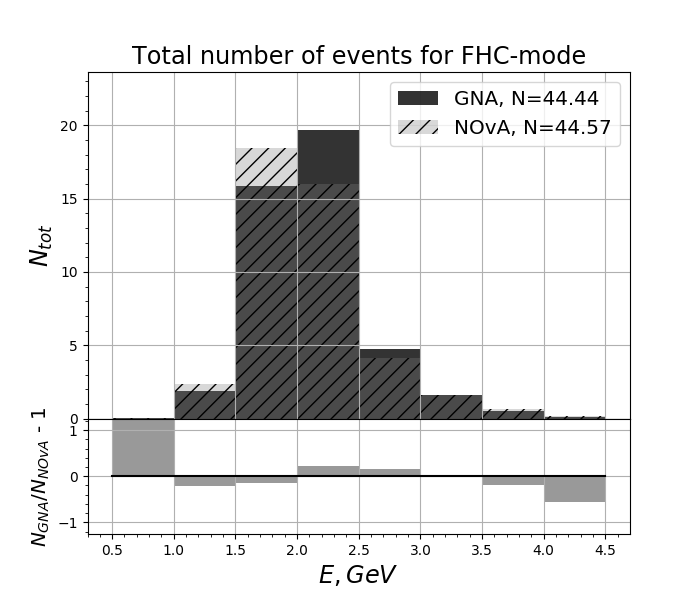 Total number of events for FHC-mode
GNA, N=44.44
NOvA, N=44.57
N_tot
20
15
10
5
0
N_GNA/N_NOvA - 1
1
0
−1
0.5 1.0 1.5 2.0 2.5 3.0 3.5 4.0 4.5
E, GeV